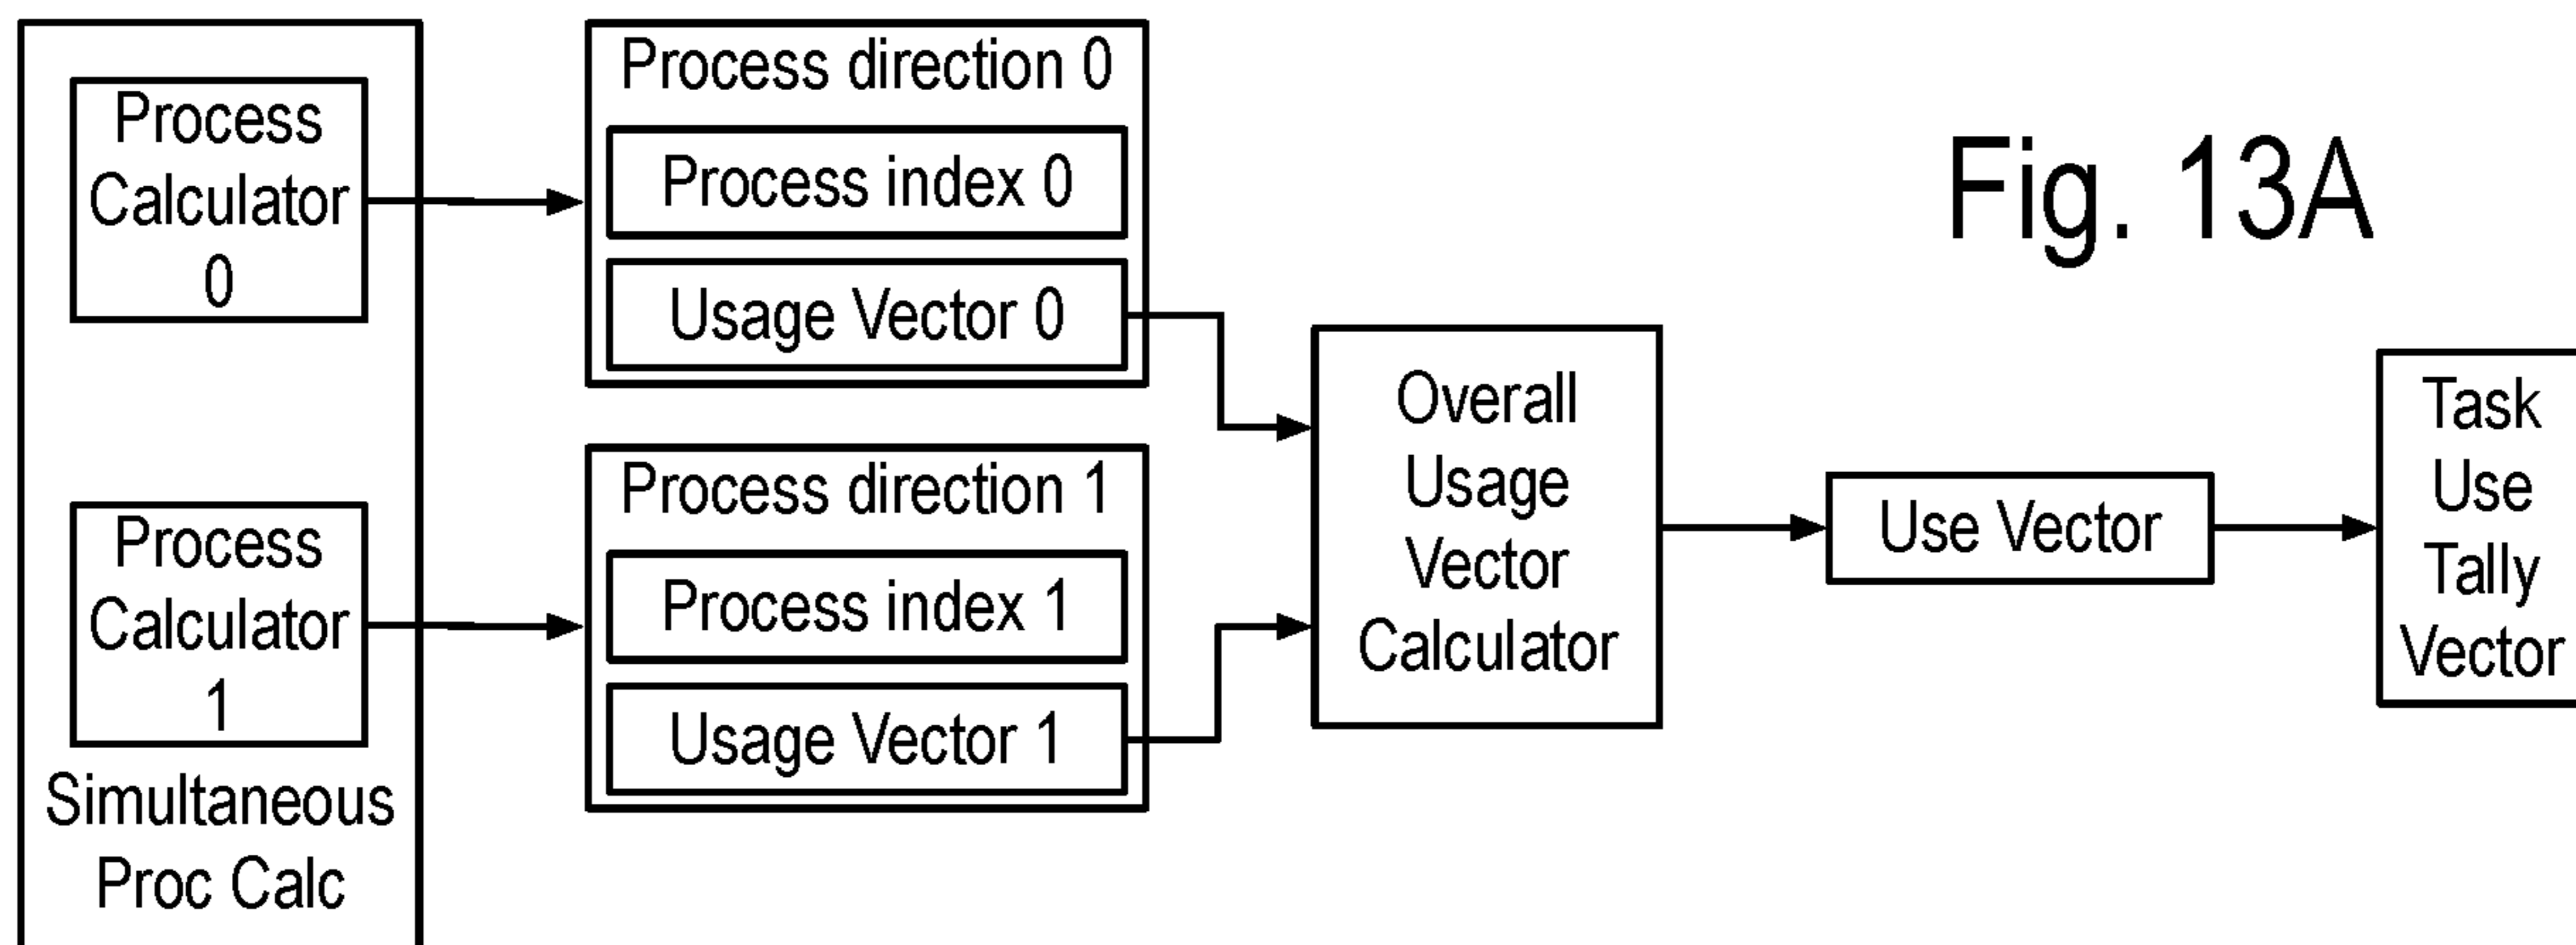 Process
Calculator
0
Process
Calculator
1
Simultaneous
Proc Calc
Process direction 0
Process index 0
Usage Vector 0
Process direction 1
Process index 1
Usage Vector 1
Overall
Usage
Vector
Calculator
Use Vector
Task
Use
Tally
Vector
Fig. 13A